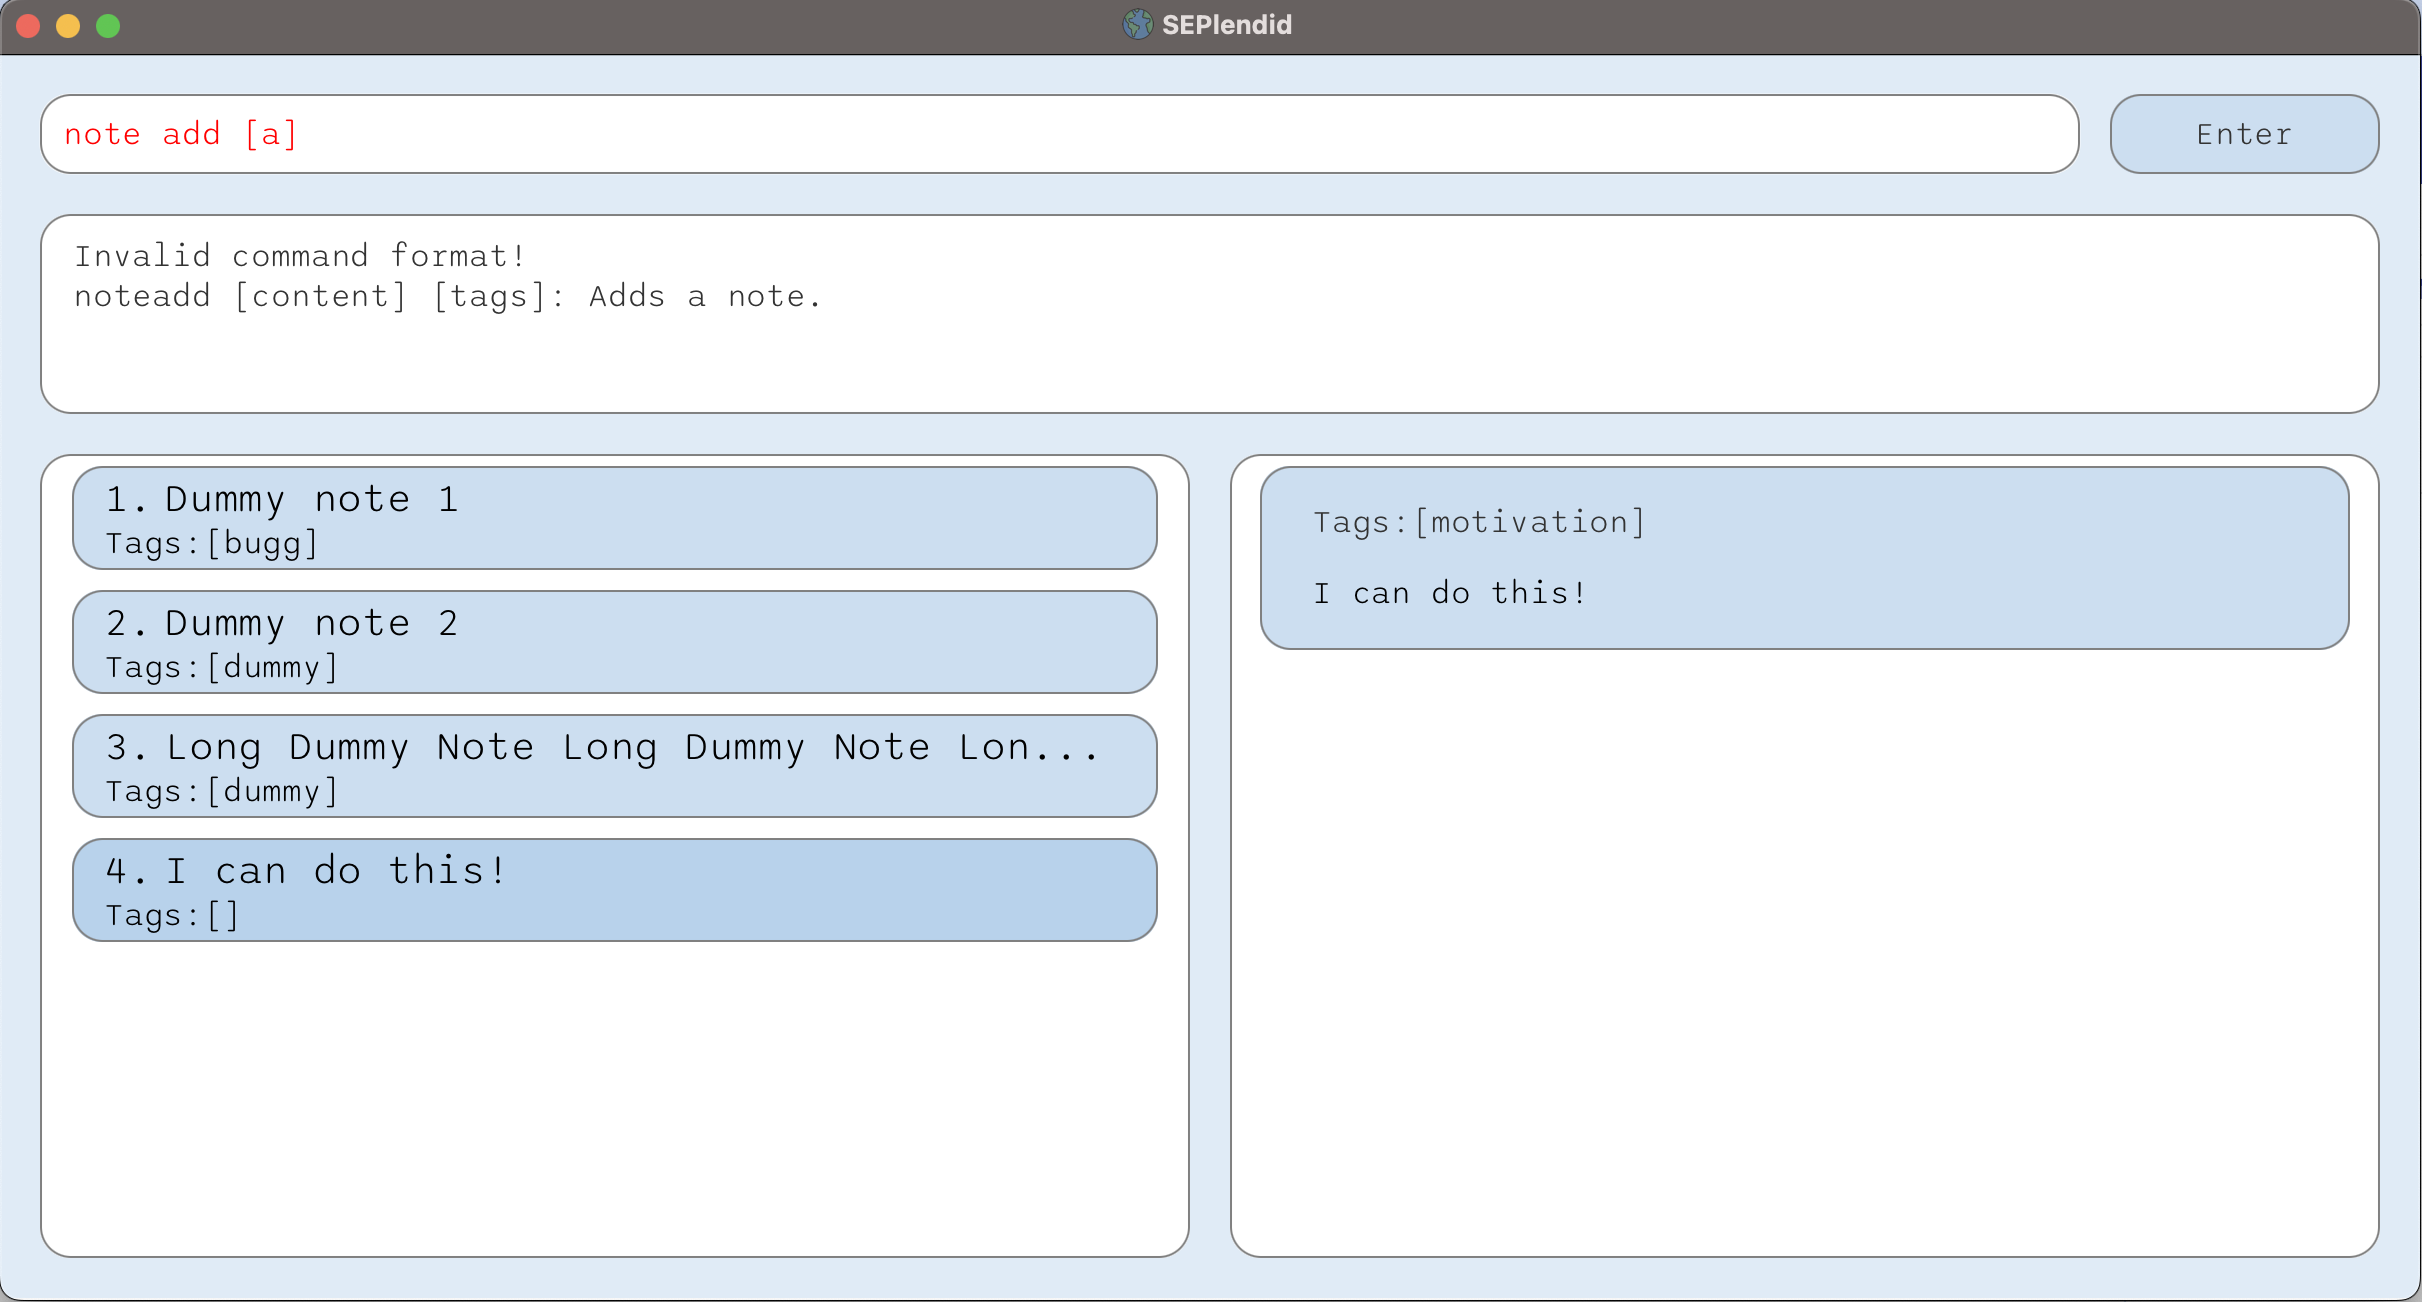 SEPlendid
note add [a]
Enter
Invalid command format!
noteadd [content] [tags]: Adds a note.
1. Dummy note 1
Tags:[bugg]
2. Dummy note 2
Tags:[dummy]
3. Long Dummy Note Long Dummy Note Lon...
Tags:[dummy]
4. I can do this!
Tags:[]
Tags:[motivation]
I can do this!